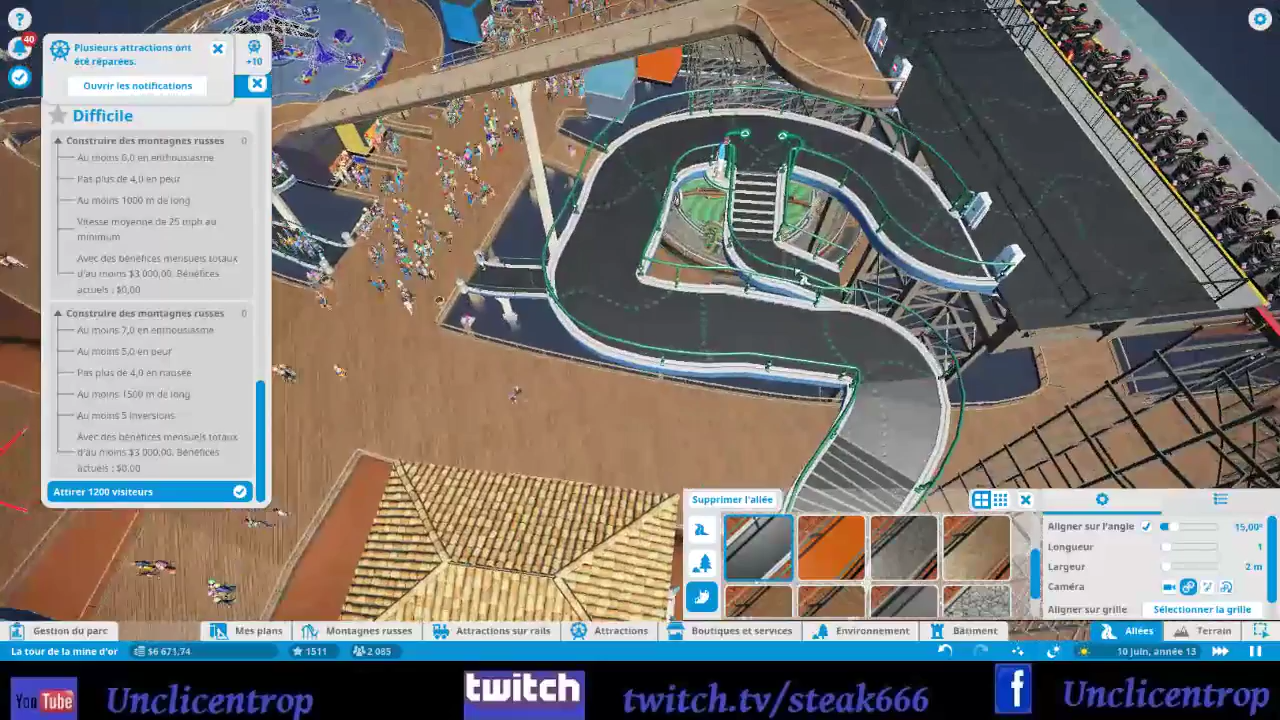 ?
40
Plusieurs attractions ont
été réparées.
+10
Ouvrir les notifications
Difficile
Construire des montagnes russes 0
Au moins 6,0 en enthousiasme
Pas plus de 4,0 en peur
Au moins 1000 m de long
Vitesse moyenne de 25 mph au
minimum
Avec des bénéfices mensuels totaux
d'au moins $3 000,00. Bénéfices
actuels : $0,00
Construire des montagnes russes 0
Au moins 7,0 en enthousiasme
Au moins 5,0 en peur
Pas plus de 4,0 en nausée
Au moins 1500 m de long
Au moins 5 inversions
Avec des bénéfices mensuels totaux
d'au moins $3 000,00. Bénéfices
actuels : $0,00
Attirer 1200 visiteurs
Supprimer l'allée
Aligner sur l'angle 15,00°
Longueur 1
Largeur 2 m
Caméra
Aligner sur grille Sélectionner la grille
Gestion du parc Mes plans Montagnes russes Attractions sur rails Attractions Boutiques et services Environnement Bâtiment Allées Terrain
La tour de la mine d'or $6 671,74 1511 2 085 10 juin, année 13
YouTube Unclicentrop twitch twitch.tv/steak666 f Unclicentrop